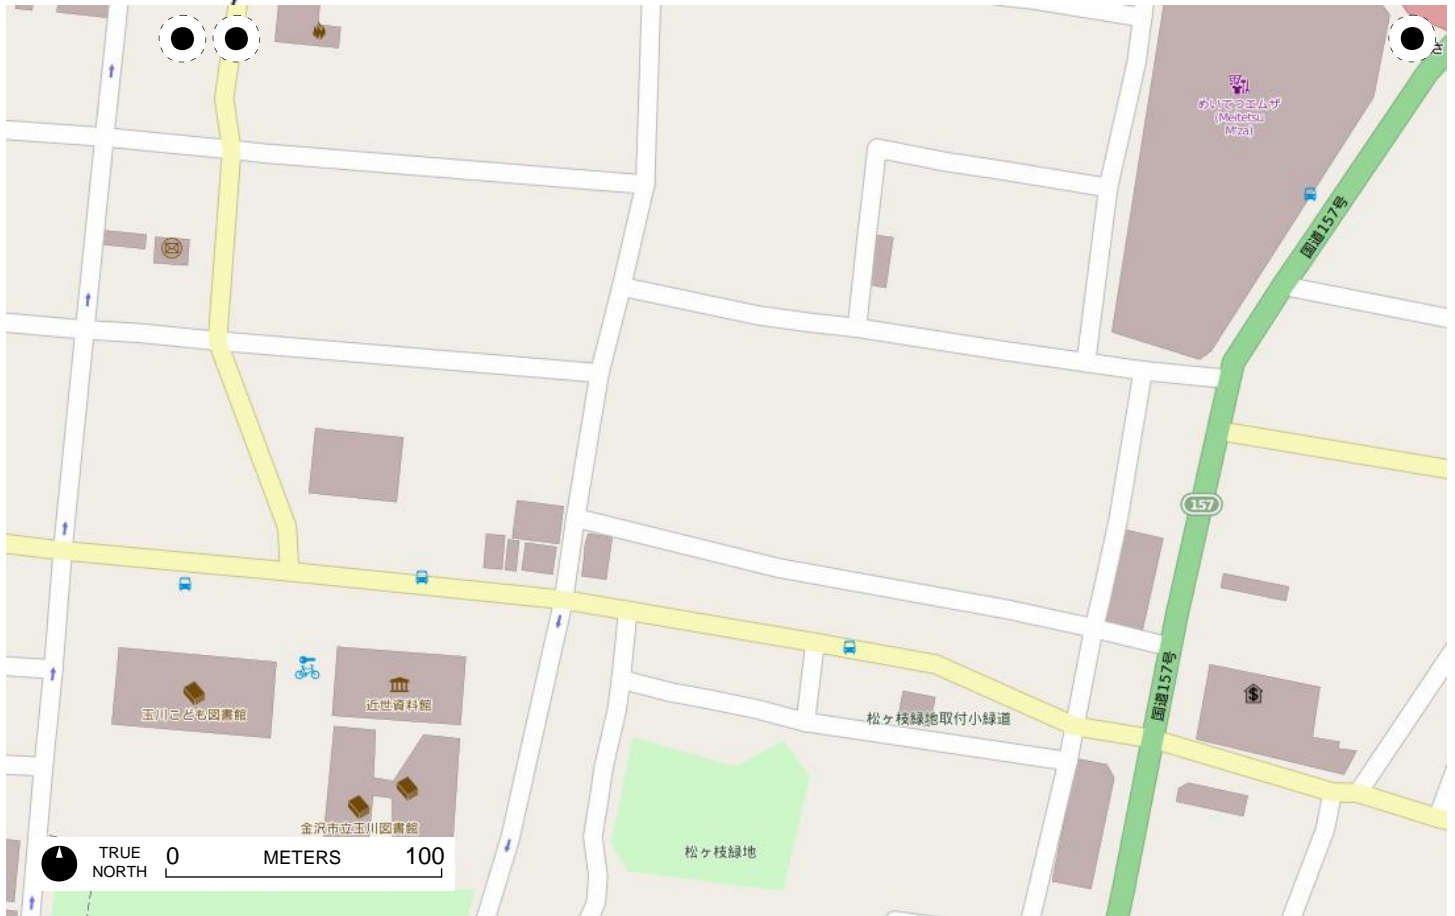 めいてつエムザ
(Meitetsu
M'za)
国道157号
157
国道157号
玉川こども図書館
近世資料館
松ヶ枝緑地取付小緑道
金沢市立玉川図書館
松ヶ枝緑地
TRUE
NORTH
0 METERS 100